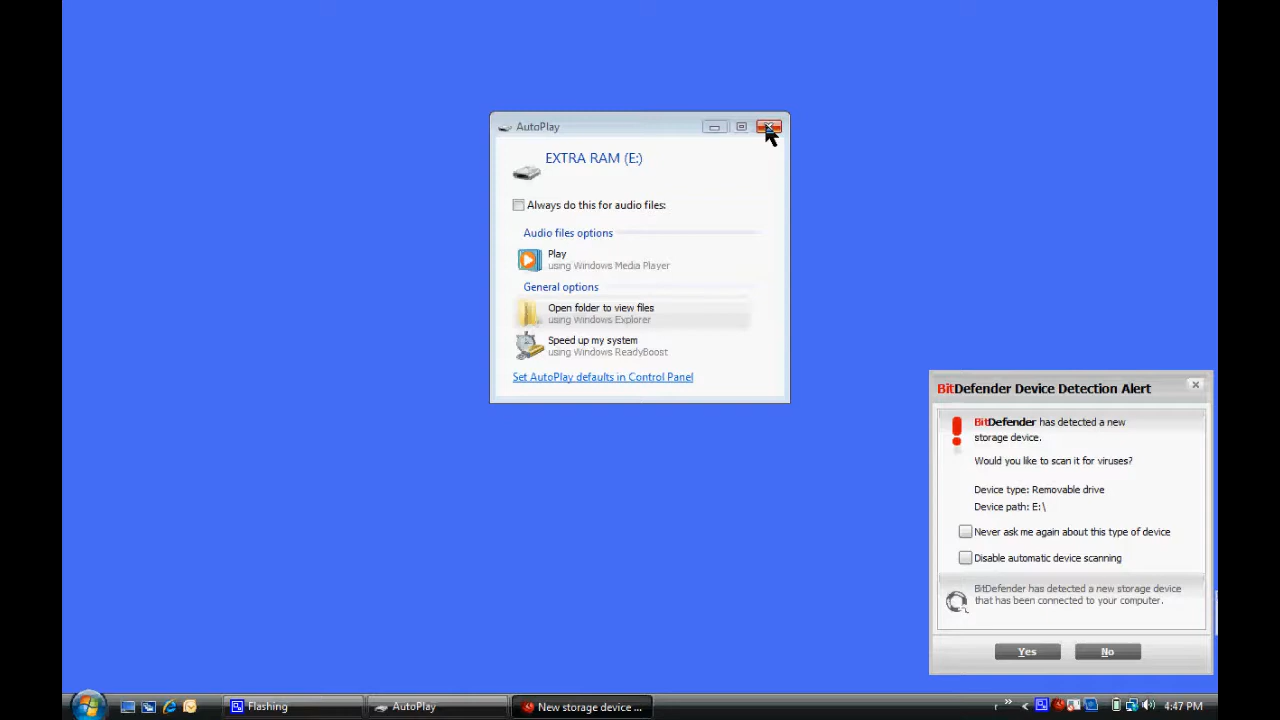 AutoPlay
EXTRA RAM (E:)
Always do this for audio files:
Audio files options
Play
using Windows Media Player
General options
Open folder to view files
using Windows Explorer
Speed up my system
using Windows ReadyBoost
Set AutoPlay defaults in Control Panel
BitDefender Device Detection Alert
BitDefender has detected a new
storage device.
Would you like to scan it for viruses?
Device type: Removable drive
Device path: E:\
Never ask me again about this type of device
Disable automatic device scanning
BitDefender has detected a new storage device
that has been connected to your computer.
Yes No
Flashing AutoPlay New storage device ... 4:47 PM